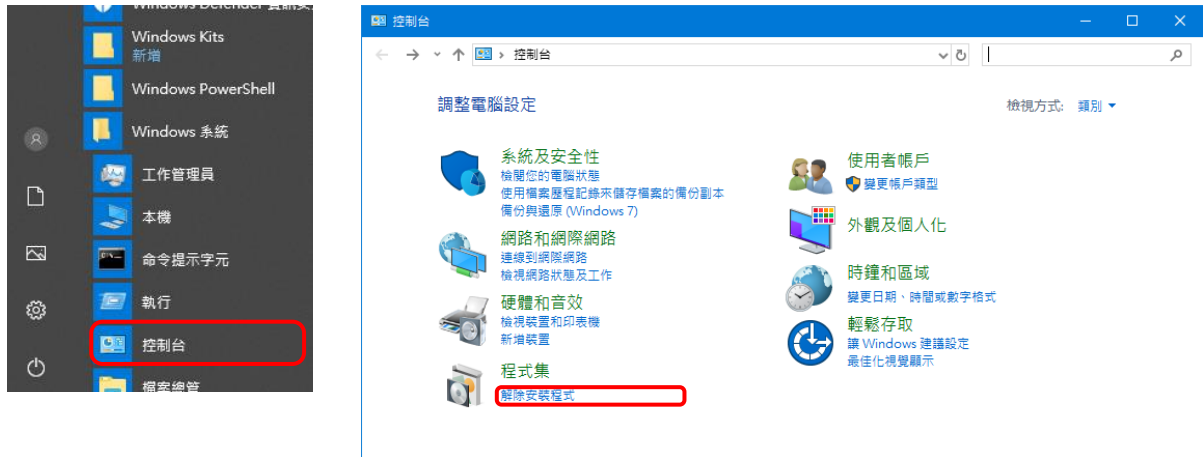 Windows Defender 資訊安
Windows Kits
新增
Windows PowerShell
Windows 系統
工作管理員
本機
命令提示字元
執行
控制台
檔案總管
控制台
控制台
調整電腦設定
檢視方式: 類別
系統及安全性
檢閱您的電腦狀態
使用檔案歷程記錄來儲存檔案的備份副本
備份與還原 (Windows 7)
網路和網際網路
連線到網際網路
檢視網路狀態及工作
硬體和音效
檢視裝置和印表機
新增裝置
程式集
解除安裝程式
使用者帳戶
變更帳戶類型
外觀及個人化
時鐘和區域
變更日期、時間或數字格式
輕鬆存取
讓 Windows 建議設定
最佳化視覺顯示